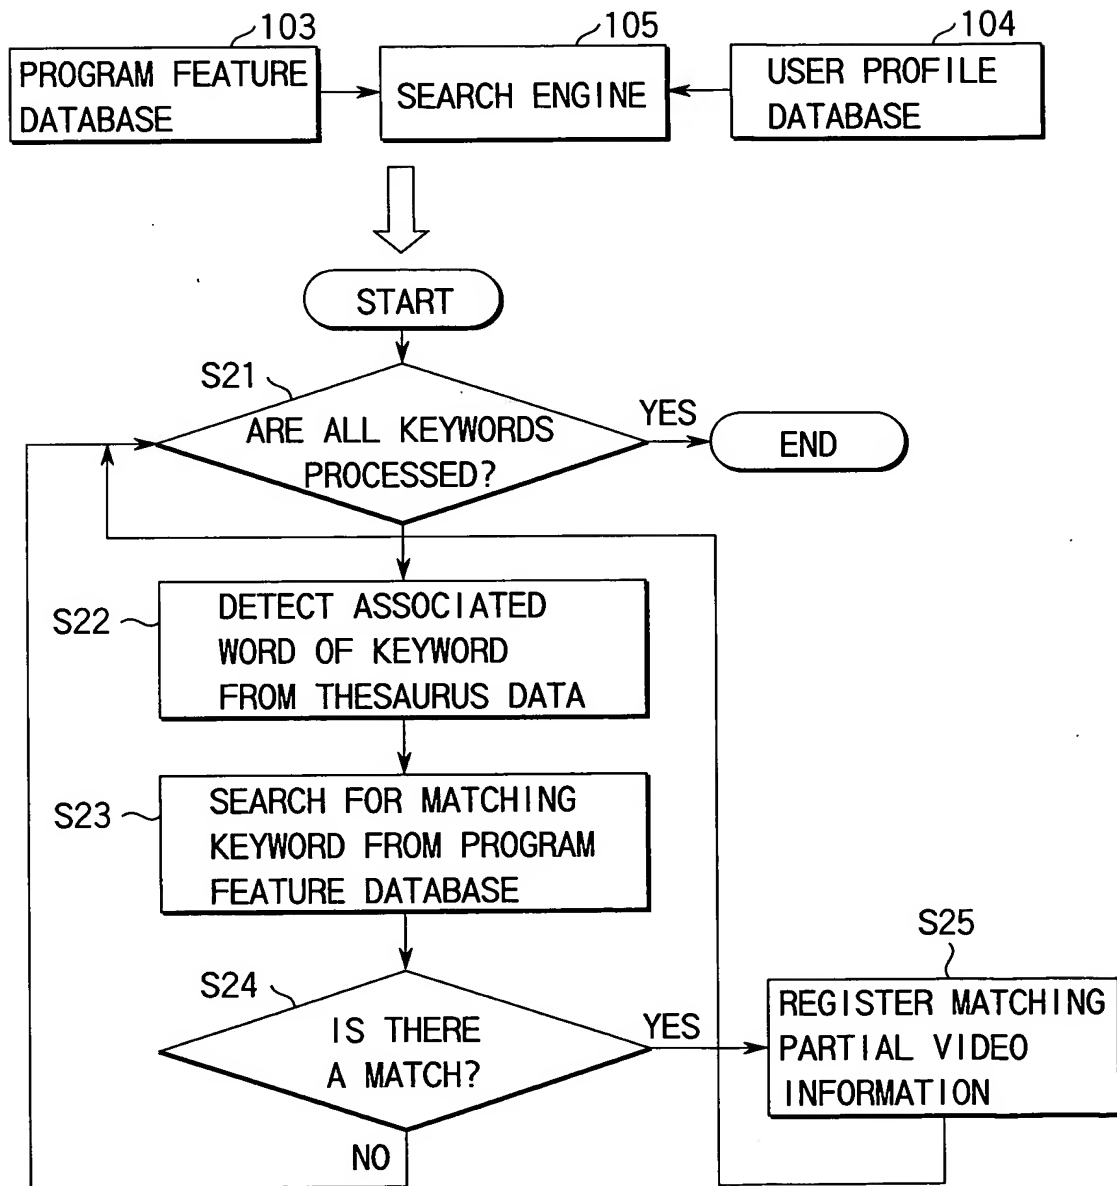 103
105
104
PROGRAM FEATURE
DATABASE
SEARCH ENGINE
USER PROFILE
DATABASE
START
S21
ARE ALL KEYWORDS
PROCESSED?
YES
END
S22
DETECT ASSOCIATED
WORD OF KEYWORD
FROM THESAURUS DATA
S23
SEARCH FOR MATCHING
KEYWORD FROM PROGRAM
FEATURE DATABASE
S24
IS THERE
A MATCH?
YES
NO
S25
REGISTER MATCHING
PARTIAL VIDEO
INFORMATION